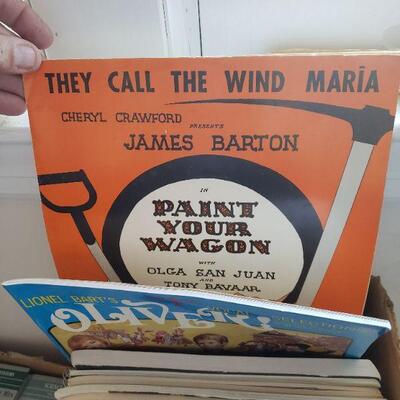 THEY CALL THE WIND MARÍA
CHERYL CRAWFORD
PRESENTS
JAMES BARTON
IN
PAINT
YOUR
WAGON
WITH
OLGA SAN JUAN
AND
TONY BAVAAR
LIONEL BART'S
OLIVER!
SELECTIONS